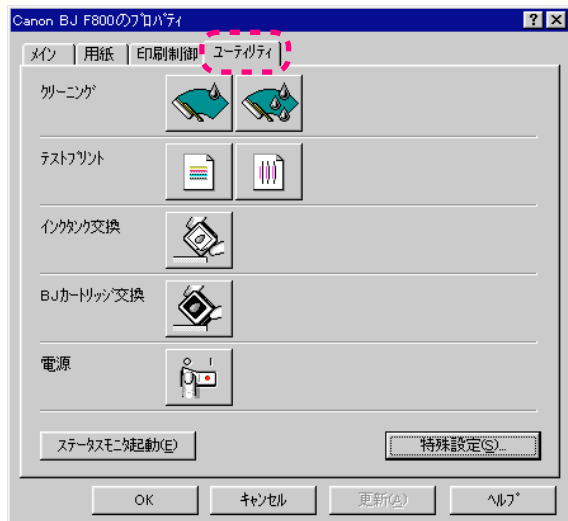 Canon BJ F800のﾌﾟﾛﾊﾟﾃｨ
ﾒｲﾝ 用紙 印刷制御 ﾕｰﾃｨﾘﾃｨ
ｸﾘｰﾆﾝｸﾞ
ﾃｽﾄﾌﾟﾘﾝﾄ
ｲﾝｸﾀﾝｸ交換
BJｶｰﾄﾘｯｼﾞ交換
電源
ｽﾃｰﾀｽﾓﾆﾀ起動(E) 特殊設定(S)...
OK ｷｬﾝｾﾙ 更新(A) ﾍﾙﾌﾟ